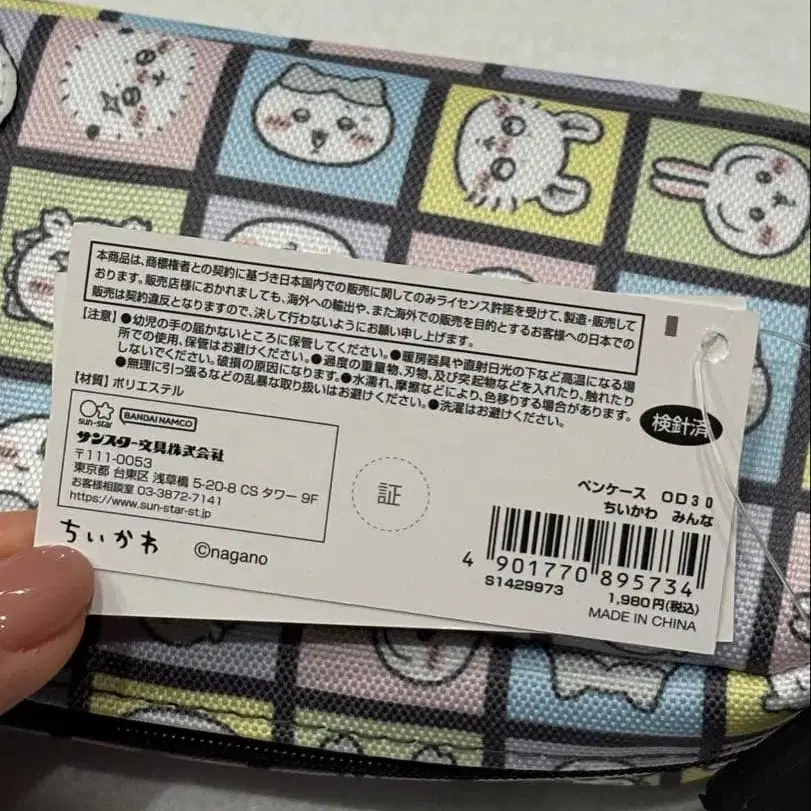 本商品は、商標権者との契約に基づき日本国内での販売に関してのみライセンス許諾を受けて、製造・販売して
おります。販売店様におかれましても、海外への輸出や、また海外での販売を目的とするお客様への日本での
販売は契約違反となりますので、決して行わないようにお願い申し上げます。
【注意】●幼児の手の届かないところに保管してください。●暖房器具や直射日光の下など高温になる場
所での使用、保管はお避けください。●過度の重量物、刃物、及び突起物などを入れたり、触れたり
しないでください。破損の原因になります。●水濡れ、摩擦などにより、色移りする場合があります。
●無理に引っ張るなどの乱暴な取り扱いはお避けください。●洗濯はお避けください。
【材質】ポリエステル
検針済
sun-star
BANDAI NAMCO
サンスター文具株式会社
〒111-0053
東京都 台東区 浅草橋 5-20-8 CS タワー 9F
お客様相談室 03-3872-7141
https://www.sun-star-st.jp
証
ちいかわ ©nagano
ペンケース OD30
ちいかわ みんな
4 901770 895734
S1429973
1,980円(税込)
MADE IN CHINA